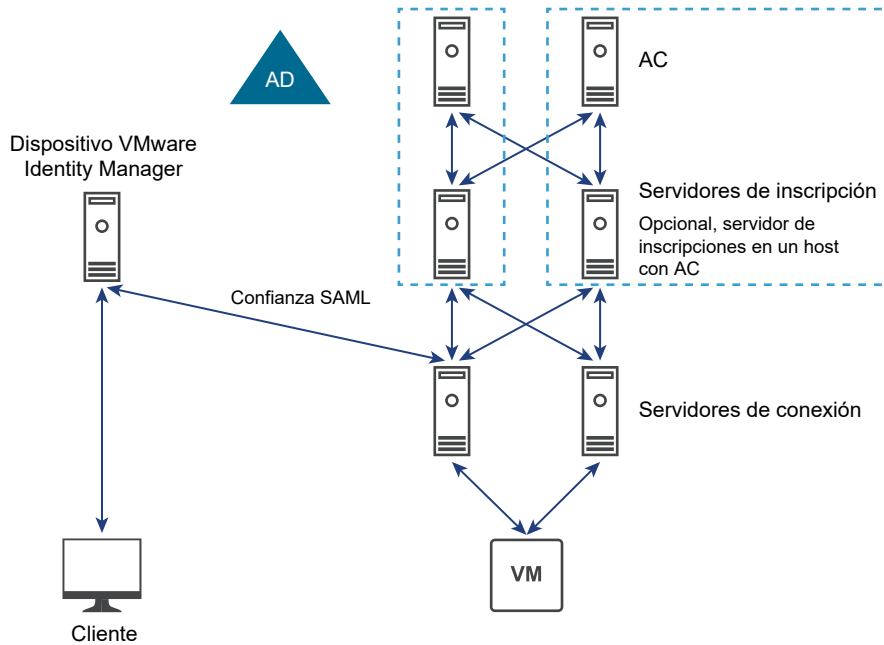 AD
AC
Dispositivo VMware
Identity Manager
Servidores de inscripción
Opcional, servidor de
inscripciones en un host
con AC
Confianza SAML
Servidores de conexión
VM
Cliente